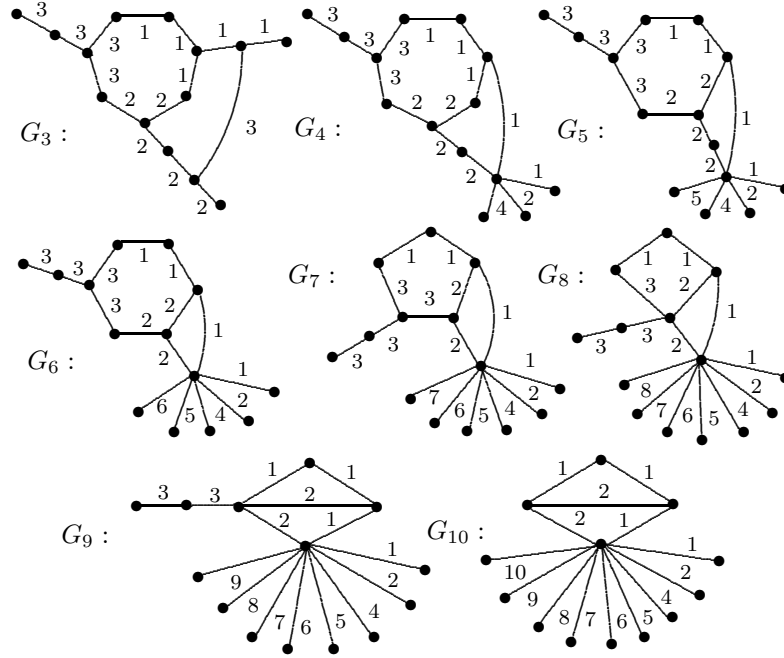 3 3 3 1 1 1 1
3 2 2 1 3
G₃ :
2 2 2
3 3 3 1 1
3 2 2 1 1
G₄ :
2 2 1 2 4
3 3 3 1 1
3 2 2 1
G₅ :
2 2 1 2 4 5
3 3 3 1 1
3 2 2 1
G₆ :
2 1 2 4 5 6
G₇ :
1 1 3 3 2 1
3 3 2 1 2 4 5 6 7
G₈ :
1 1 3 2 1
3 3 2 1 2 4 5 6 7 8
G₉ :
3 3 1 1 2
2 1 1 2 4 5 6 7 8 9
G₁₀ :
1 1 2
2 1 1 2 4 5 6 7 8 9 10